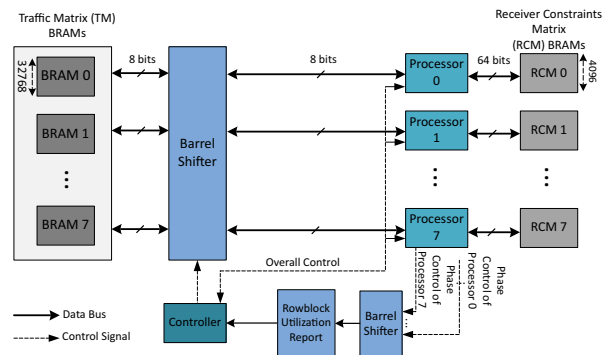 Traffic Matrix (TM)
BRAMs
Receiver Constraints
Matrix
(RCM) BRAMs
32768
BRAM 0
8 bits
8 bits
Processor
0
64 bits
RCM 0
4096
BRAM 1
Barrel
Shifter
Processor
1
RCM 1
BRAM 7
Processor
7
RCM 7
Overall Control
Phase
Control of
Processor 7
Phase
Control of
Processor 0
Data Bus
Control Signal
Controller
Rowblock
Utilization
Report
Barrel
Shifter